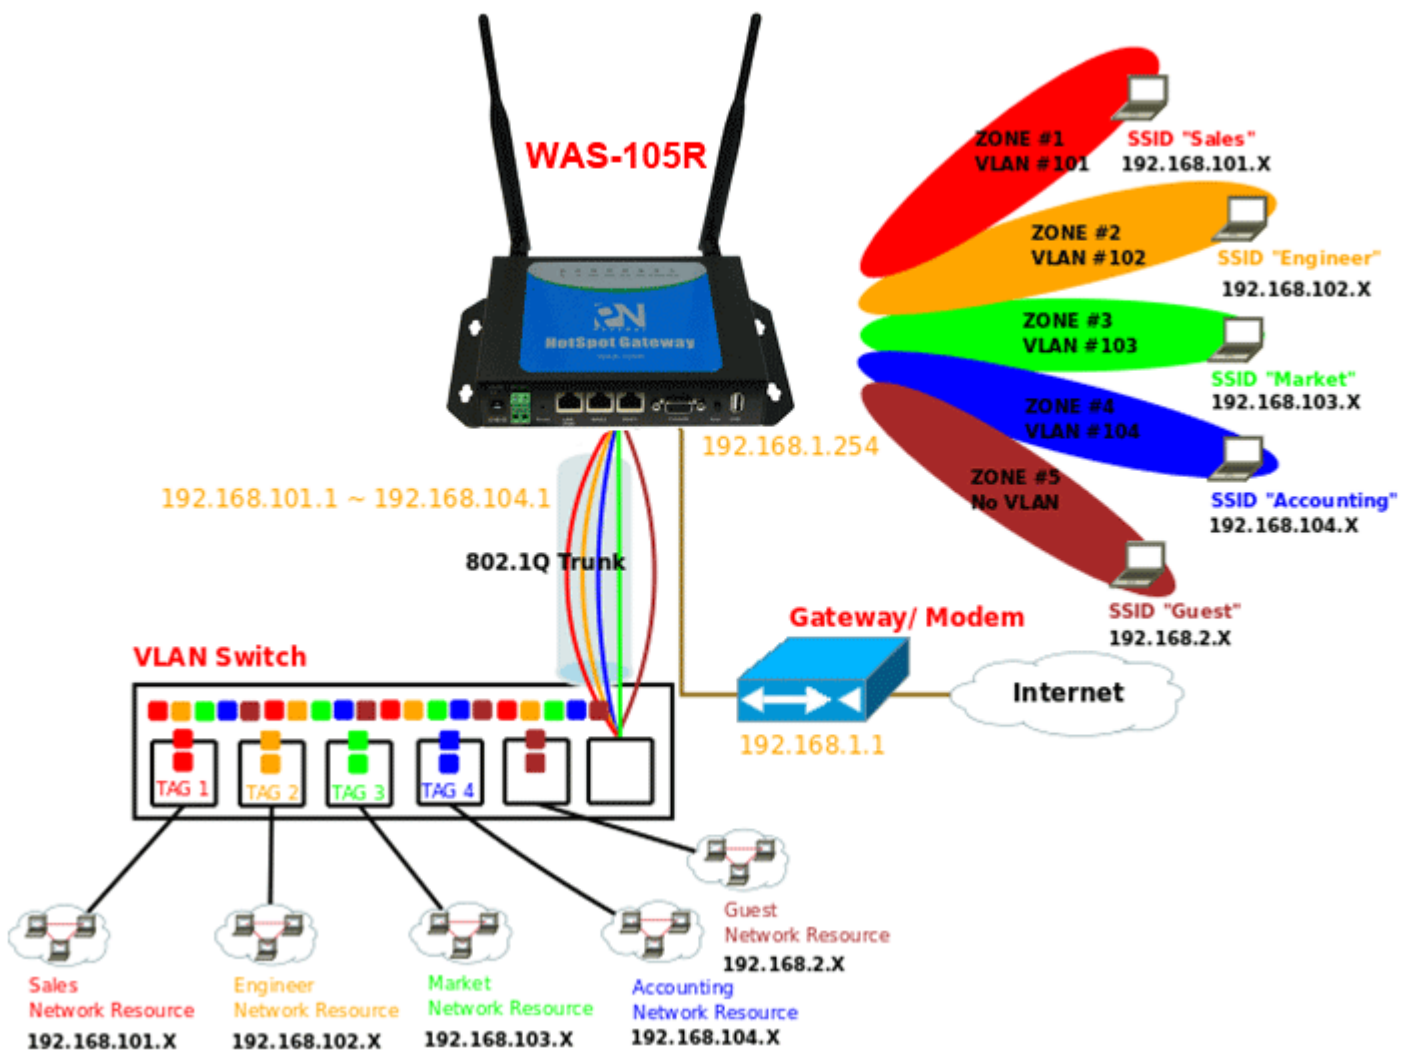 WAS-105R
HotSpot Gateway
ZONE #1
VLAN #101
SSID "Sales"
192.168.101.X
ZONE #2
VLAN #102
SSID "Engineer"
192.168.102.X
ZONE #3
VLAN #103
SSID "Market"
192.168.103.X
ZONE #4
VLAN #104
SSID "Accounting"
192.168.104.X
ZONE #5
No VLAN
SSID "Guest"
192.168.2.X
192.168.1.254
192.168.101.1 ~ 192.168.104.1
802.1Q Trunk
Gateway/ Modem
192.168.1.1
Internet
VLAN Switch
TAG 1
TAG 2
TAG 3
TAG 4
Guest
Network Resource
192.168.2.X
Sales
Network Resource
192.168.101.X
Engineer
Network Resource
192.168.102.X
Market
Network Resource
192.168.103.X
Accounting
Network Resource
192.168.104.X